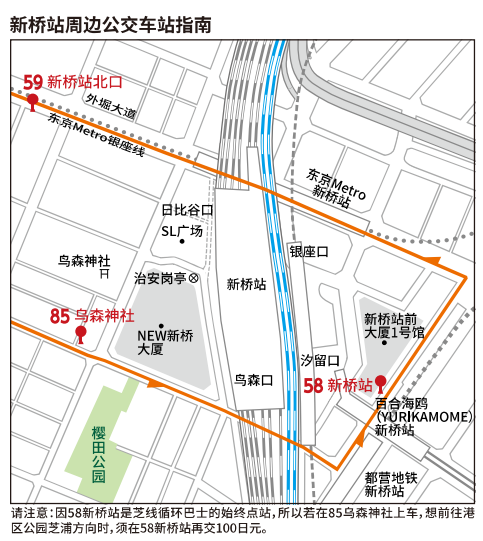 新桥站周边公交车站指南
59 新桥站北口
外堀大道
东京Metro银座线
东京Metro
新桥站
日比谷口
SL广场
银座口
鸟森神社
治安岗亭
新桥站
85 乌森神社
NEW新桥
大厦
新桥站前
大厦1号馆
汐留口
鸟森口
58 新桥站
百合海鸥
（YURIKAMOME）
新桥站
樱田公园
都营地铁
新桥站
请注意：因58新桥站是芝线循环巴士的始终点站，所以若在85乌森神社上车，想前往港
区公园芝浦方向时，须在58新桥站再交100日元。